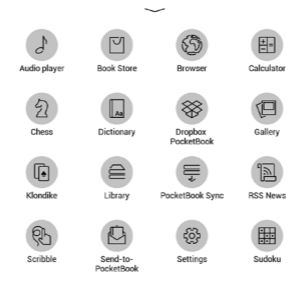 Audio player Book Store Browser Calculator
Aa
Chess Dictionary Dropbox PocketBook Gallery
Klondike Library PocketBook Sync RSS News
Scribble Send-to-PocketBook Settings Sudoku